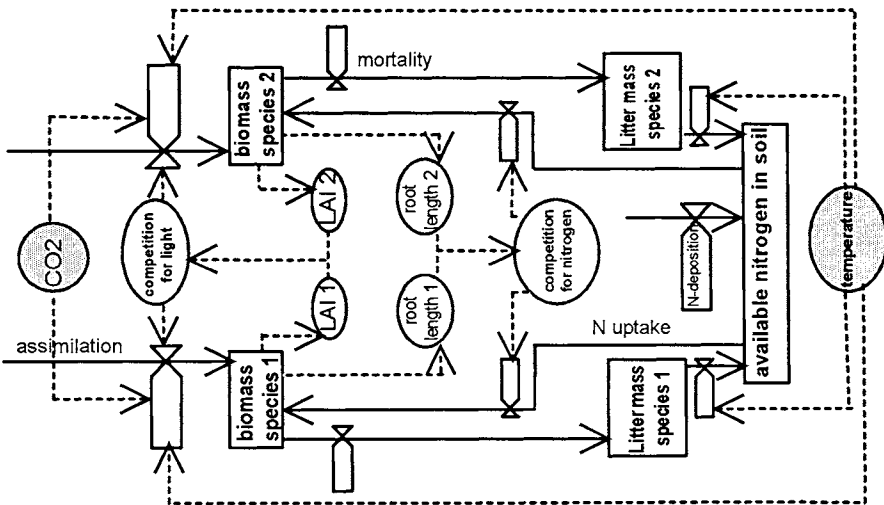 CO2
assimilation
competition
for light
mortality
biomass
species 1
biomass
species 2
LAI 1
LAI 2
root
length 1
root
length 2
competition
for nitrogen
N uptake
Litter mass
species 1
Litter mass
species 2
N-deposition
available nitrogen in soil
temperature